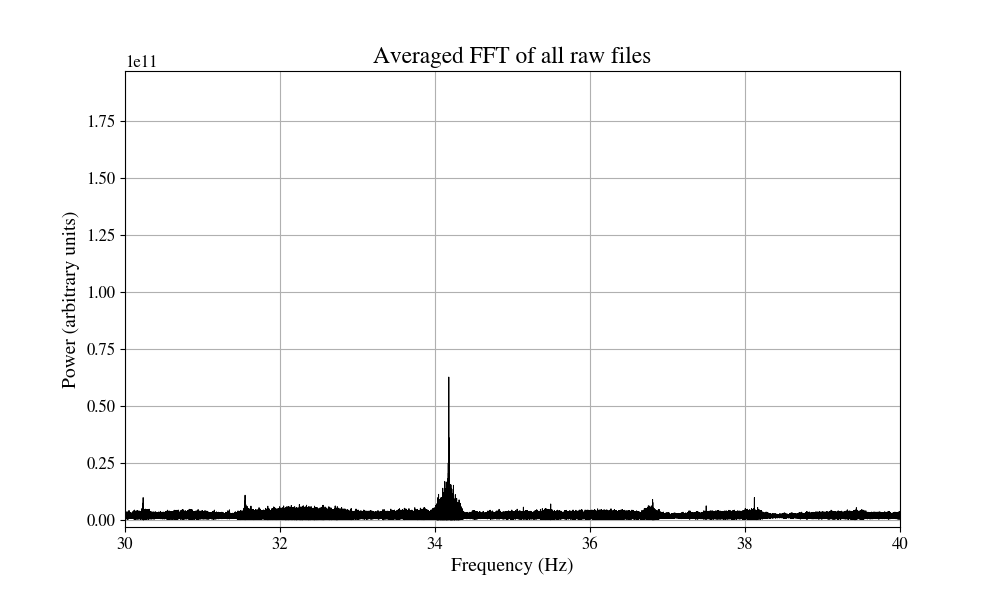 Averaged FFT of all raw files
1e11
Power (arbitrary units)
1.75
1.50
1.25
1.00
0.75
0.50
0.25
0.00
30 32 34 36 38 40
Frequency (Hz)